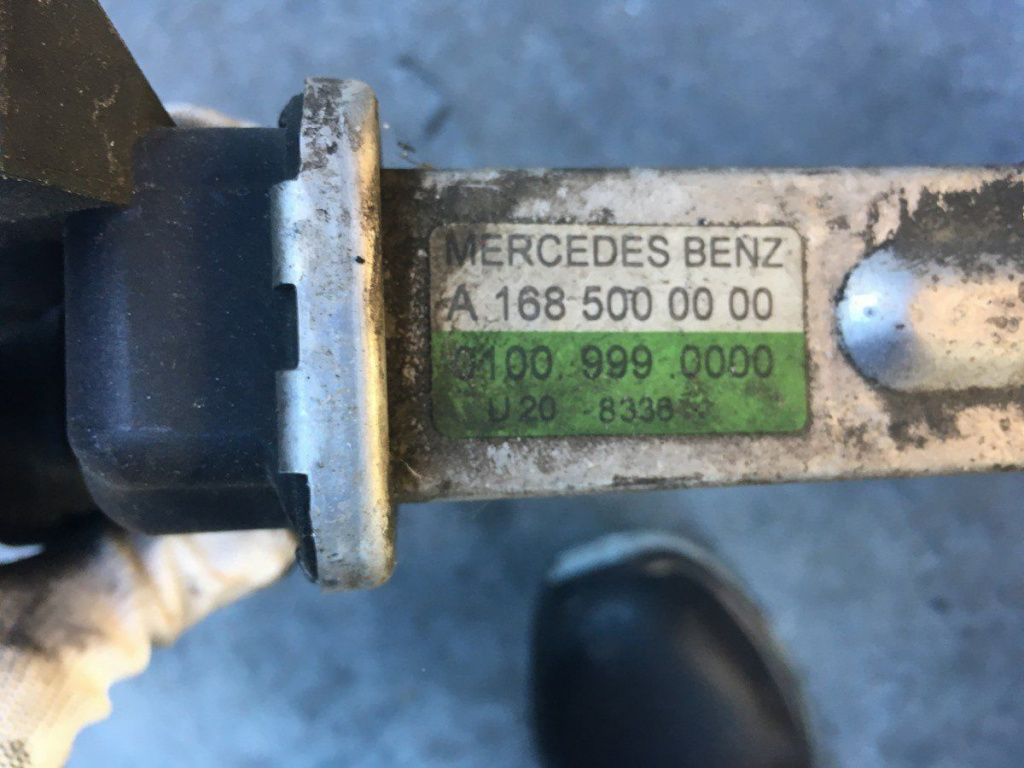 MERCEDES BENZ
A 168 500 00 00
0100 999 0000
U 20